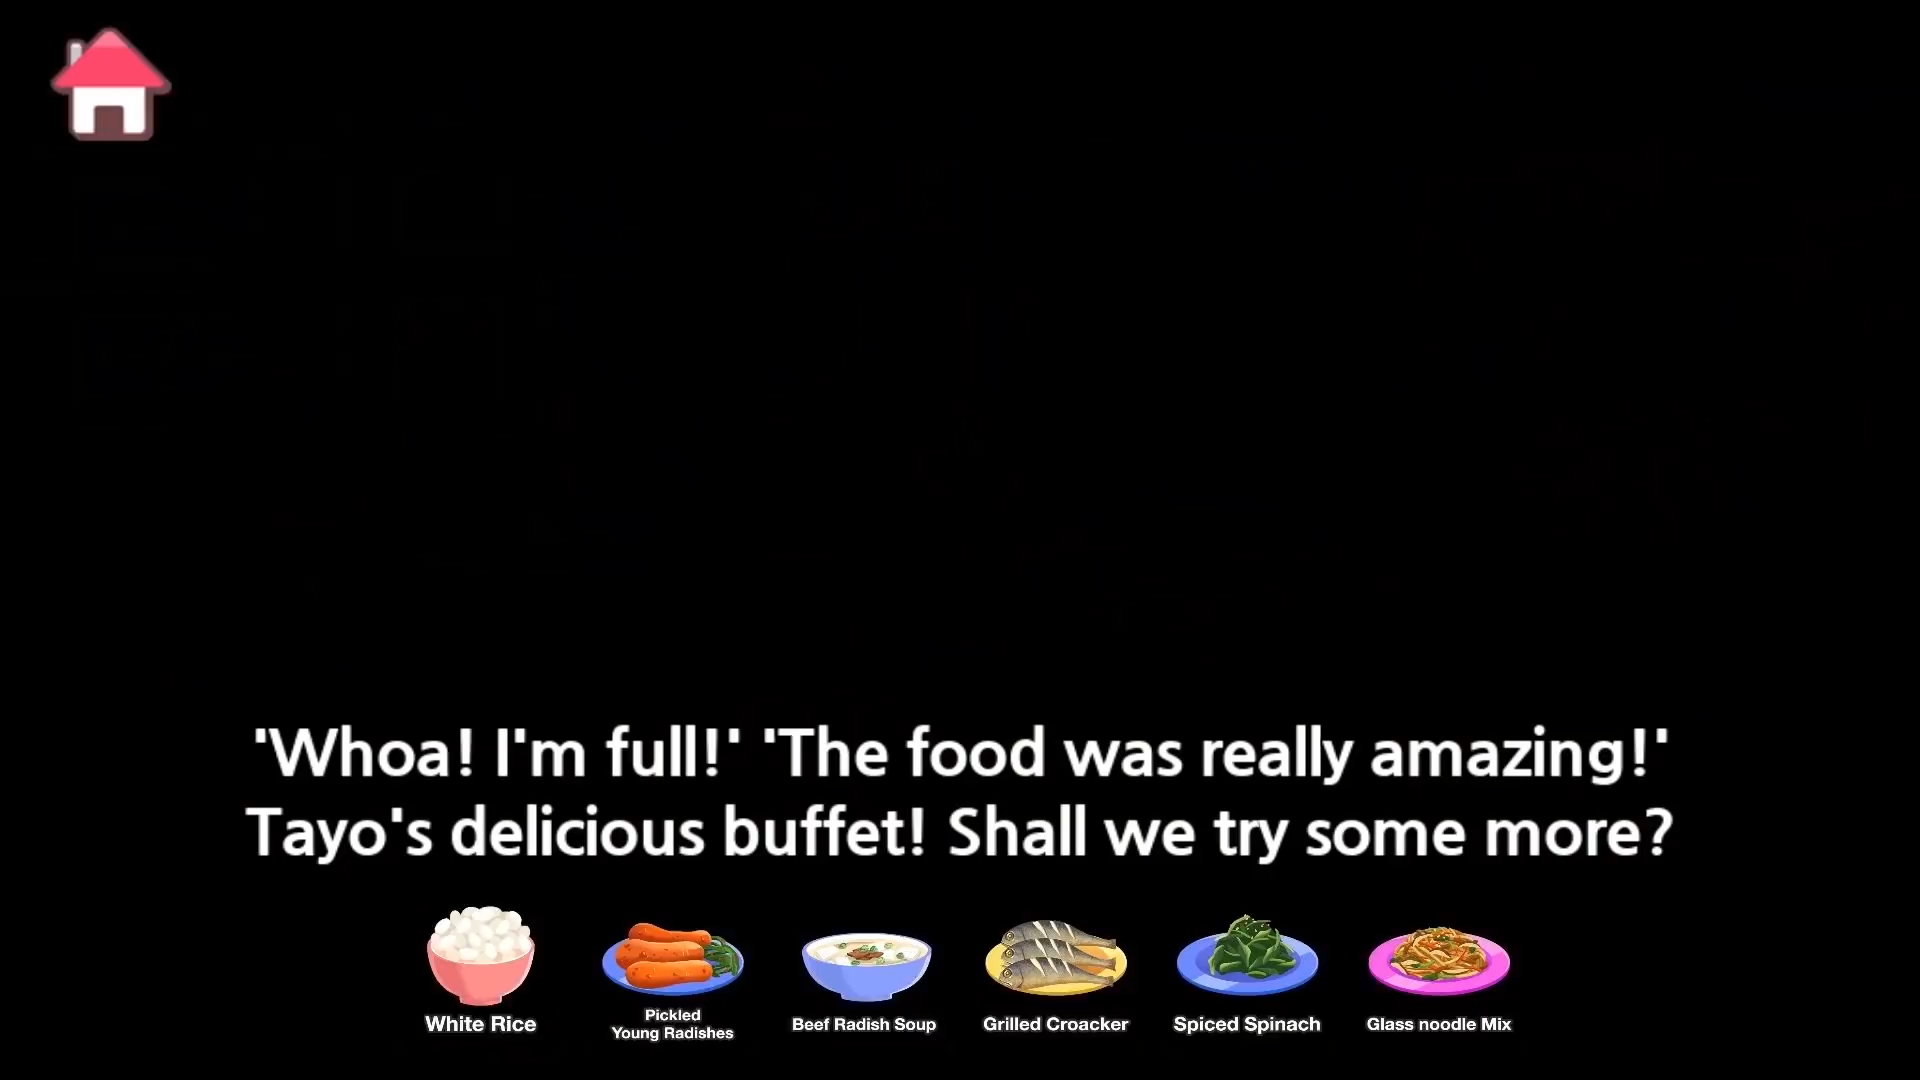 'Whoa! I'm full!' 'The food was really amazing!'
Tayo's delicious buffet! Shall we try some more?
White Rice
Pickled
Young Radishes
Beef Radish Soup
Grilled Croacker
Spiced Spinach
Glass noodle Mix